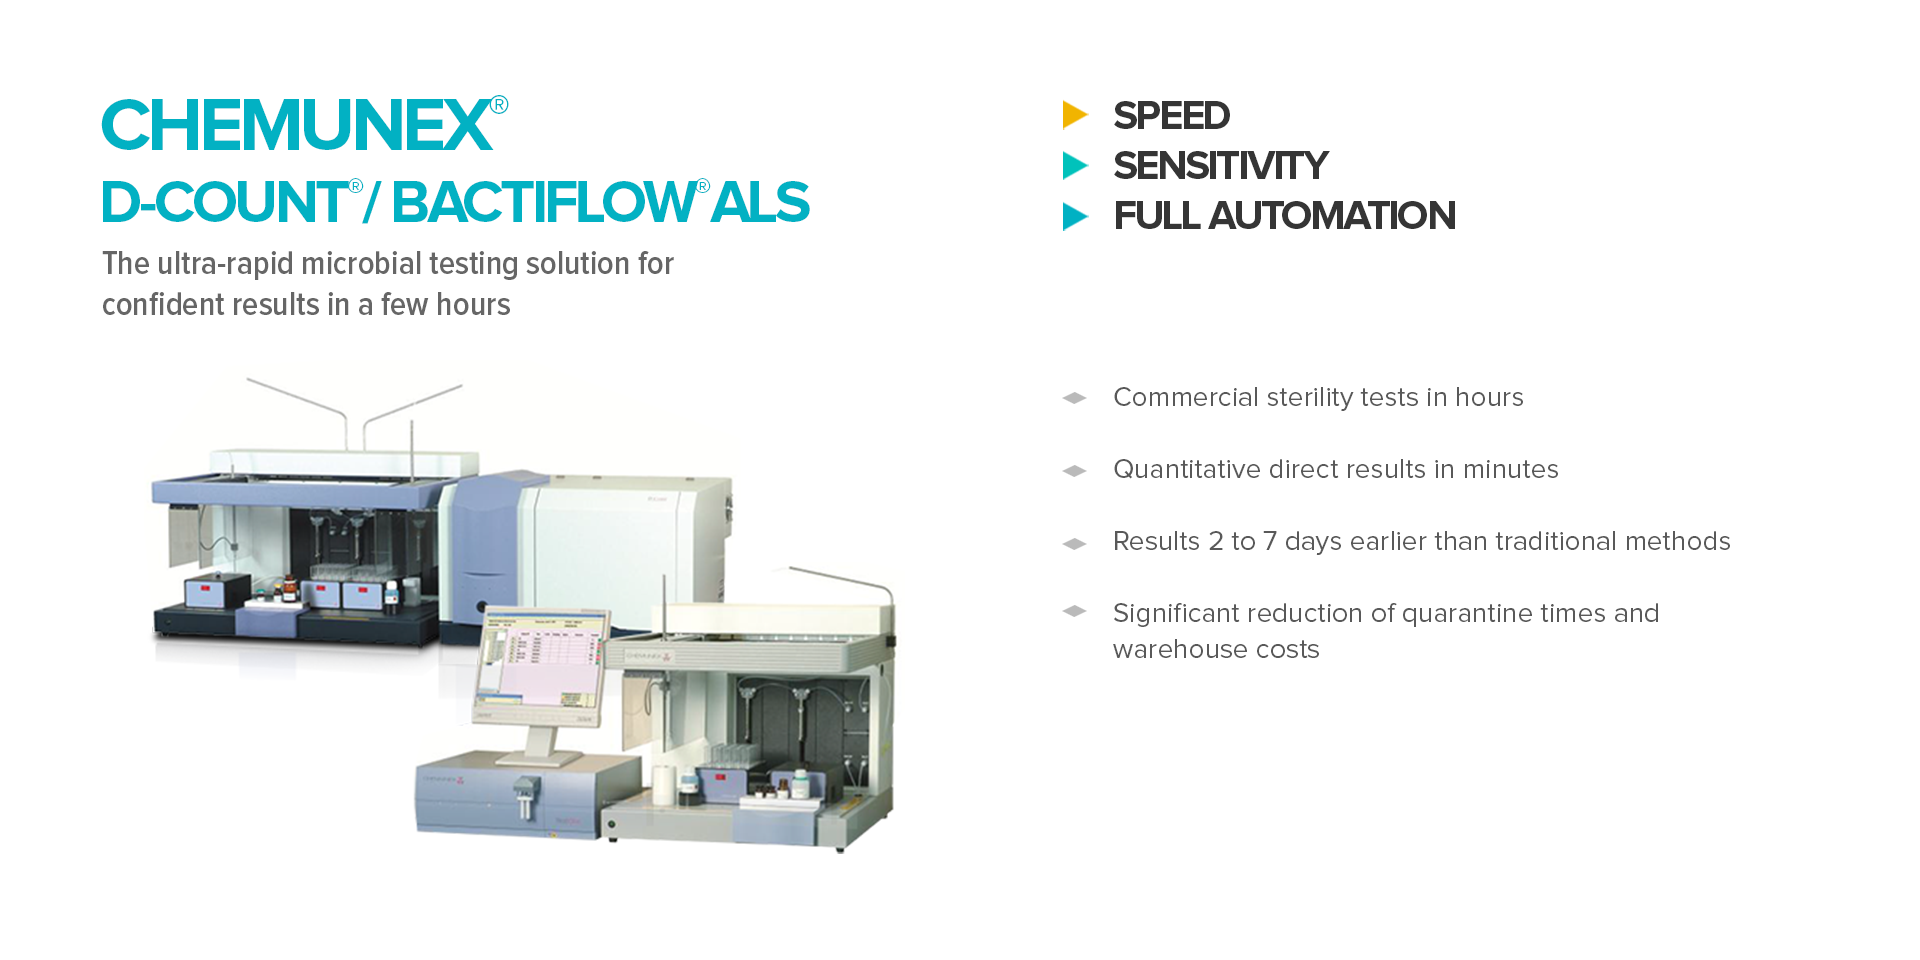 CHEMUNEX®
D-COUNT®/ BACTIFLOW® ALS
The ultra-rapid microbial testing solution for
confident results in a few hours
SPEED
SENSITIVITY
FULL AUTOMATION
Commercial sterility tests in hours
Quantitative direct results in minutes
Results 2 to 7 days earlier than traditional methods
Significant reduction of quarantine times and
warehouse costs
CHEMUNEX
CHEMUNEX